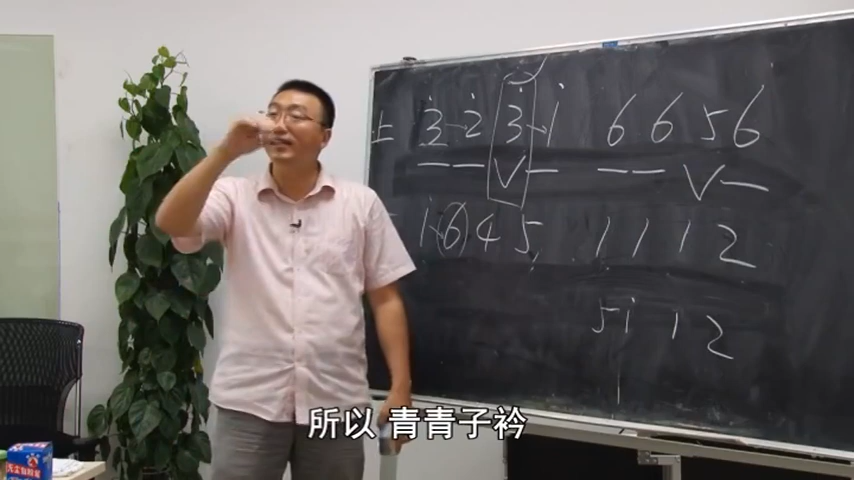 上 3-2 3-1 6 6 5 6
— — V — — — V —
1(6) 4 5, 1 1 1 2
5 1 1 2
所以 青青子衿